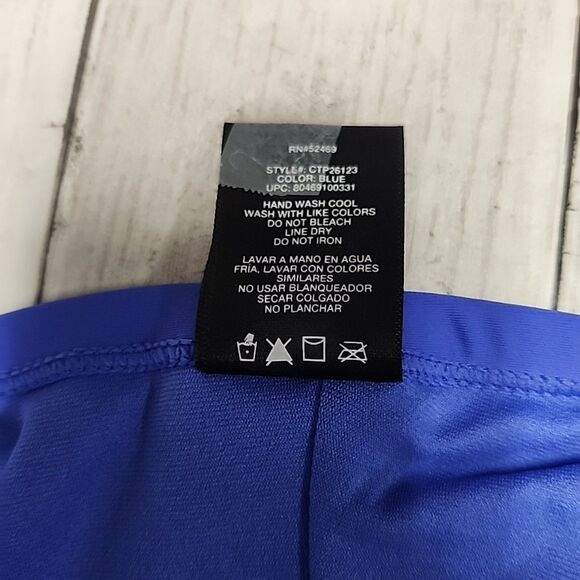 RN#52469
STYLE#: CTP26123
COLOR: BLUE
UPC: 80469100331
HAND WASH COOL
WASH WITH LIKE COLORS
DO NOT BLEACH
LINE DRY
DO NOT IRON
LAVAR A MANO EN AGUA
FRÍA, LAVAR CON COLORES
SIMILARES
NO USAR BLANQUEADOR
SECAR COLGADO
NO PLANCHAR